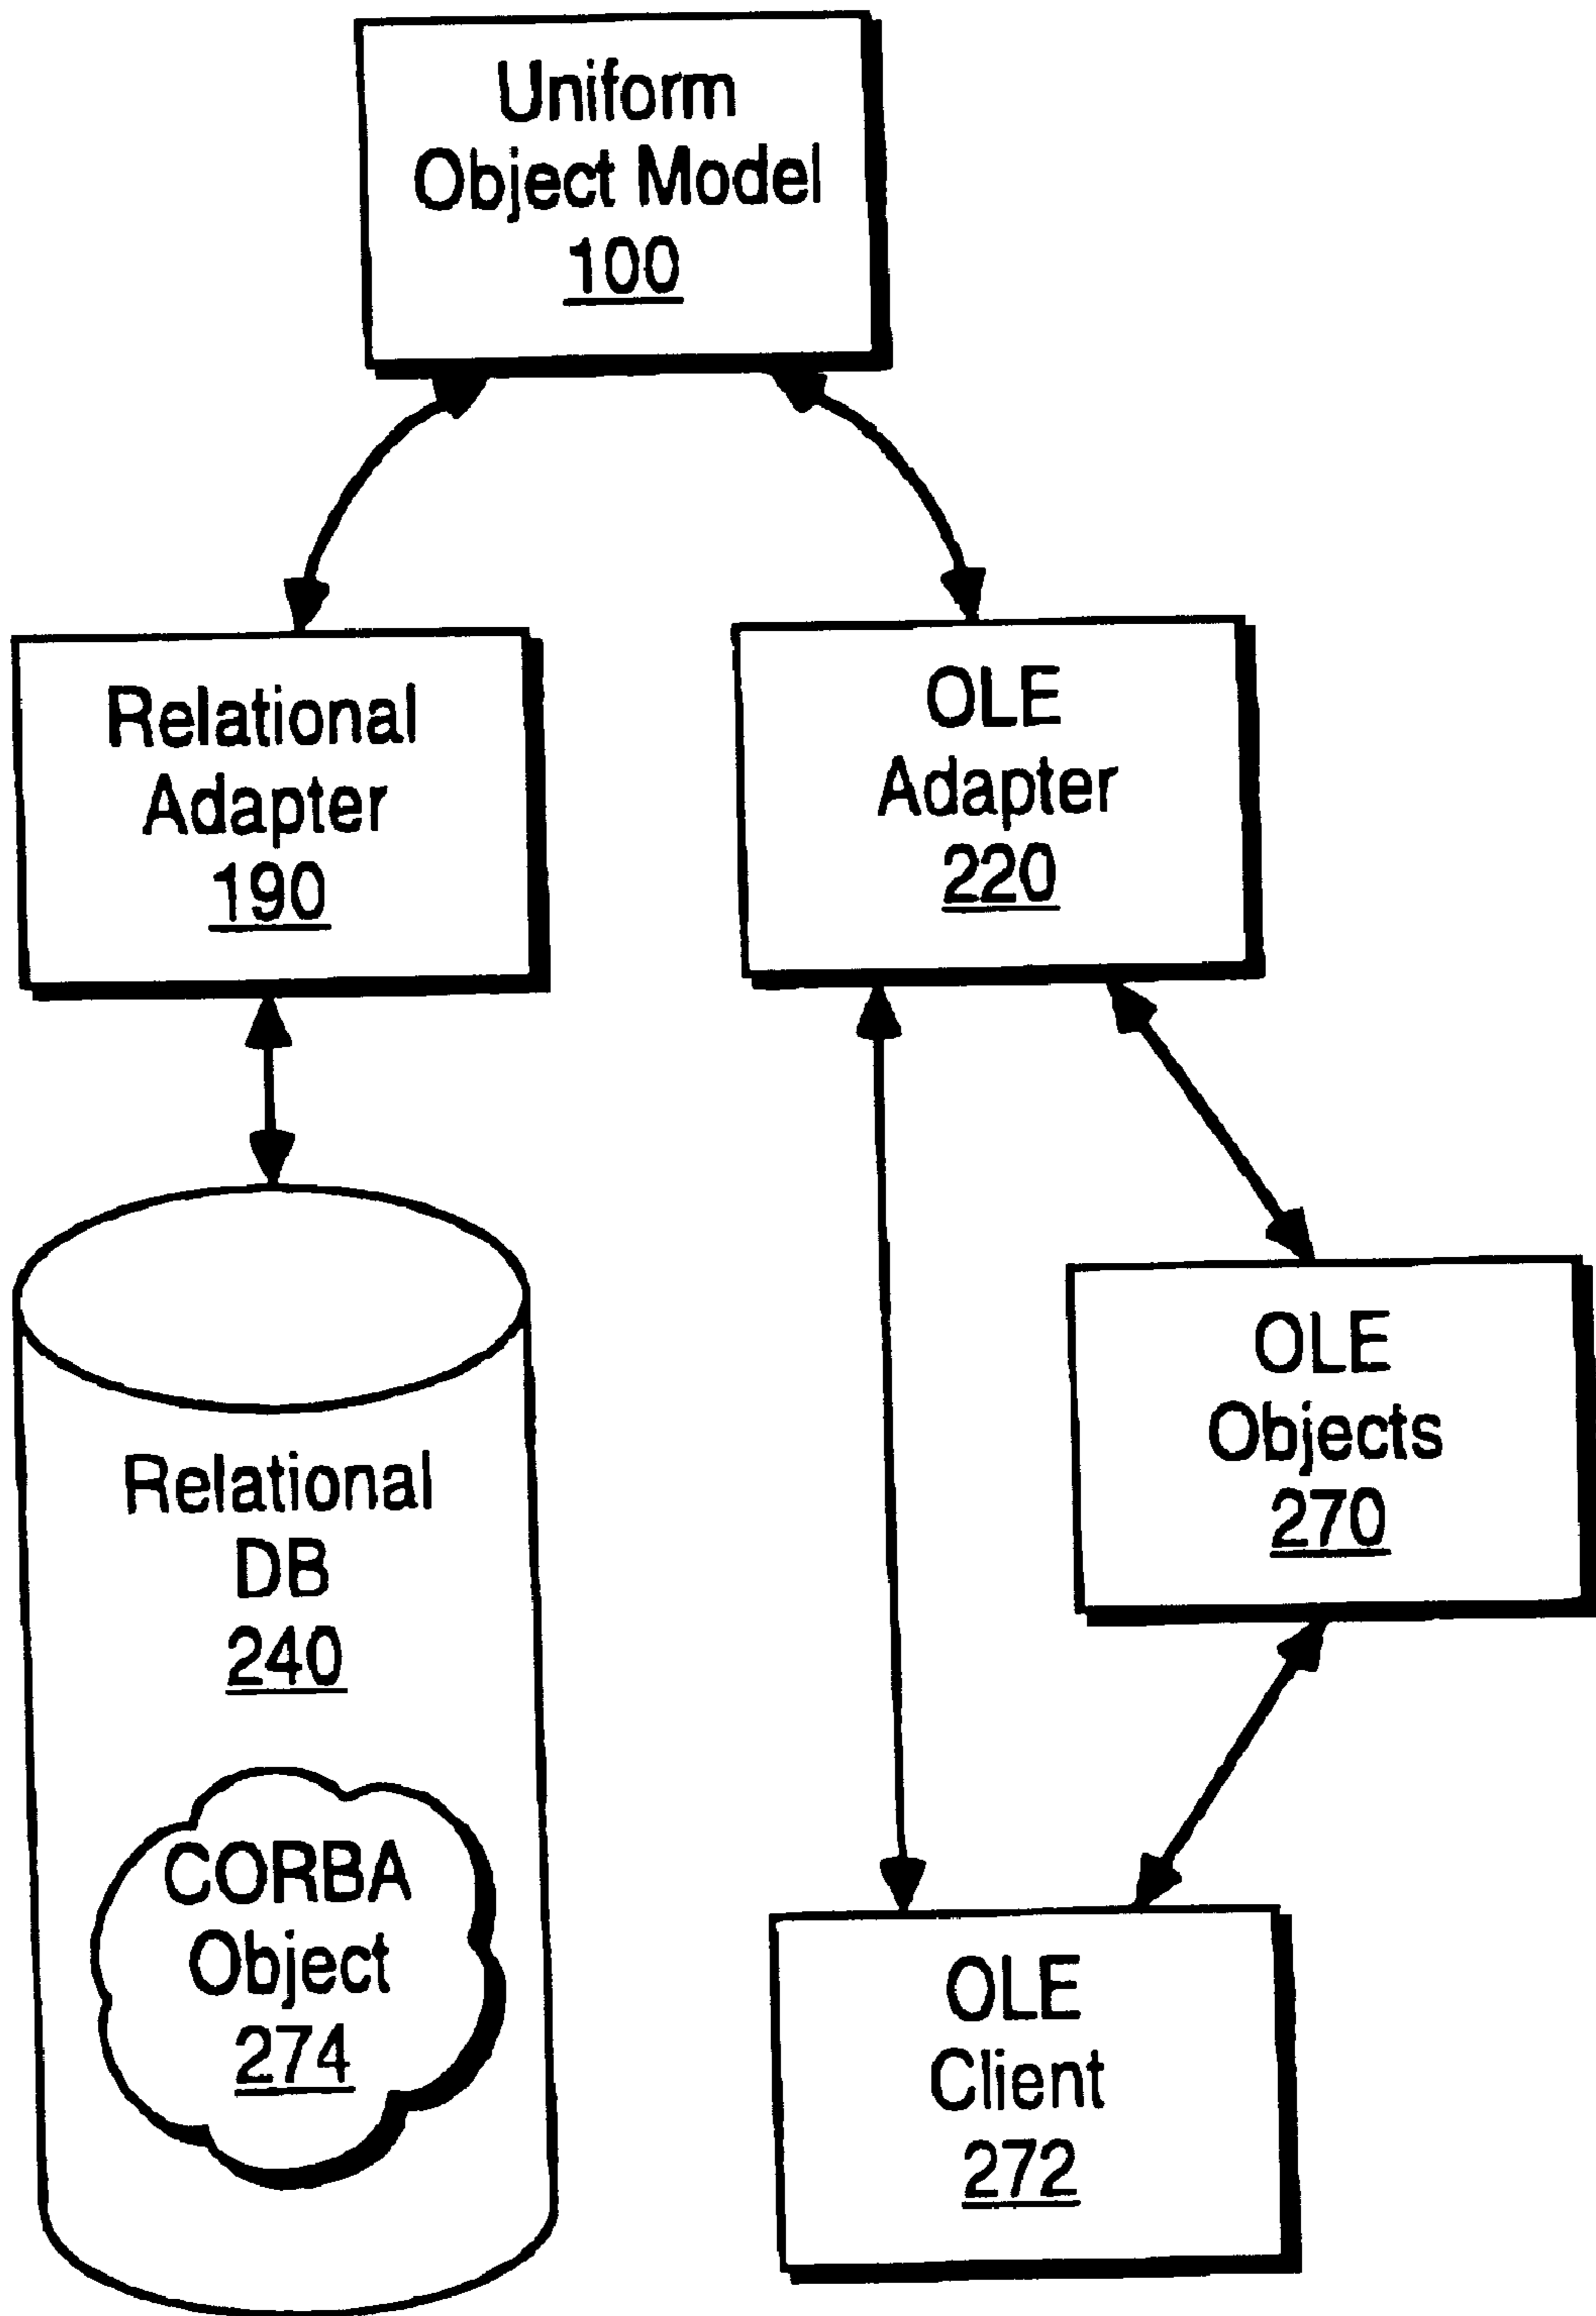 Uniform
Object Model
100
Relational
Adapter
190
OLE
Adapter
220
OLE
Objects
270
Relational
DB
240
CORBA
Object
274
OLE
Client
272